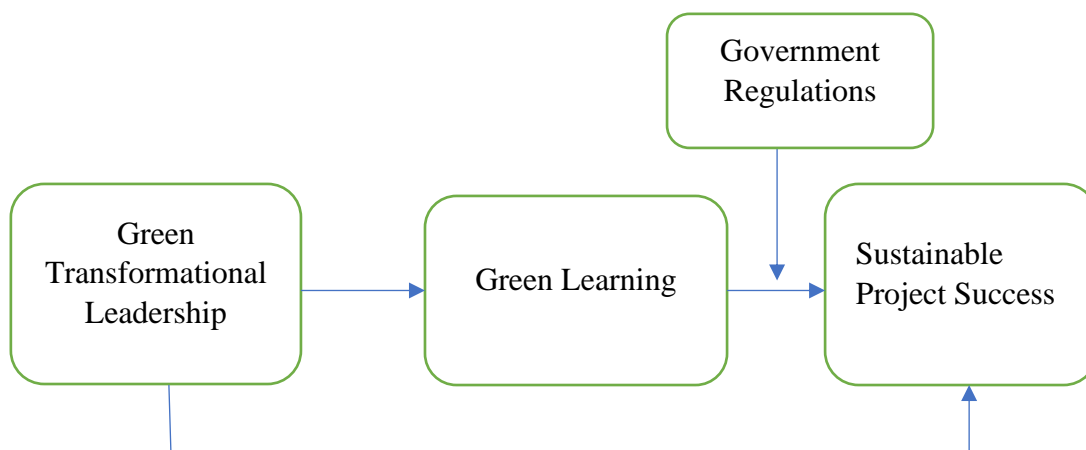 Government
Regulations
Green
Transformational
Leadership
Green Learning
Sustainable
Project Success